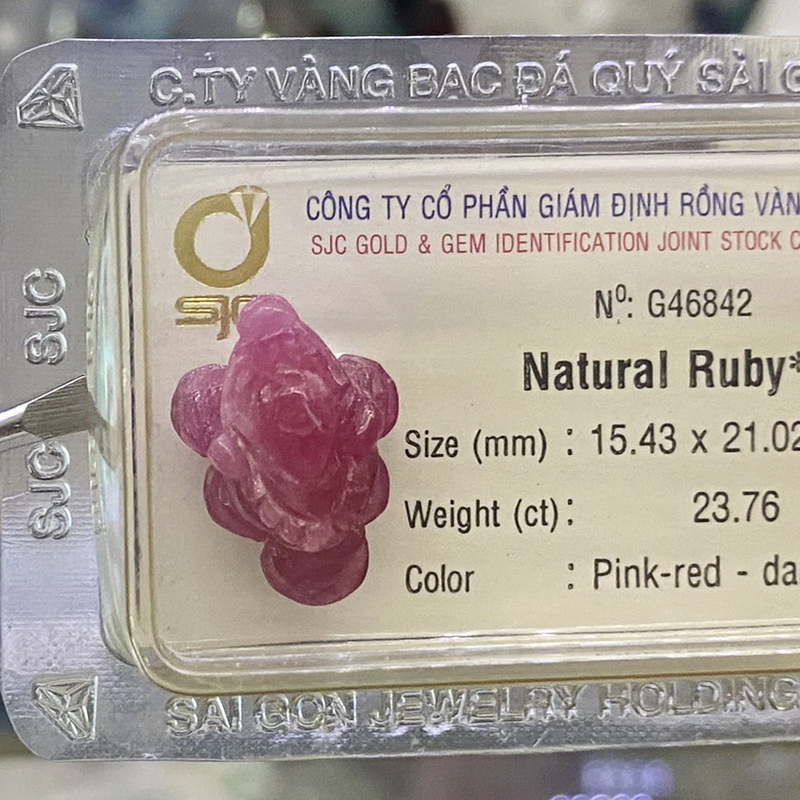 C.TY VÀNG BẠC ĐÁ QUÝ SÀI G
SJC
SJC
sjc
CÔNG TY CỔ PHẦN GIÁM ĐỊNH RỒNG VÀN
SJC GOLD & GEM IDENTIFICATION JOINT STOCK C
Nº: G46842
Natural Ruby*
Size (mm) : 15.43 x 21.02
Weight (ct): 23.76
Color : Pink-red - da
SAI GON JEWELRY HOLDING